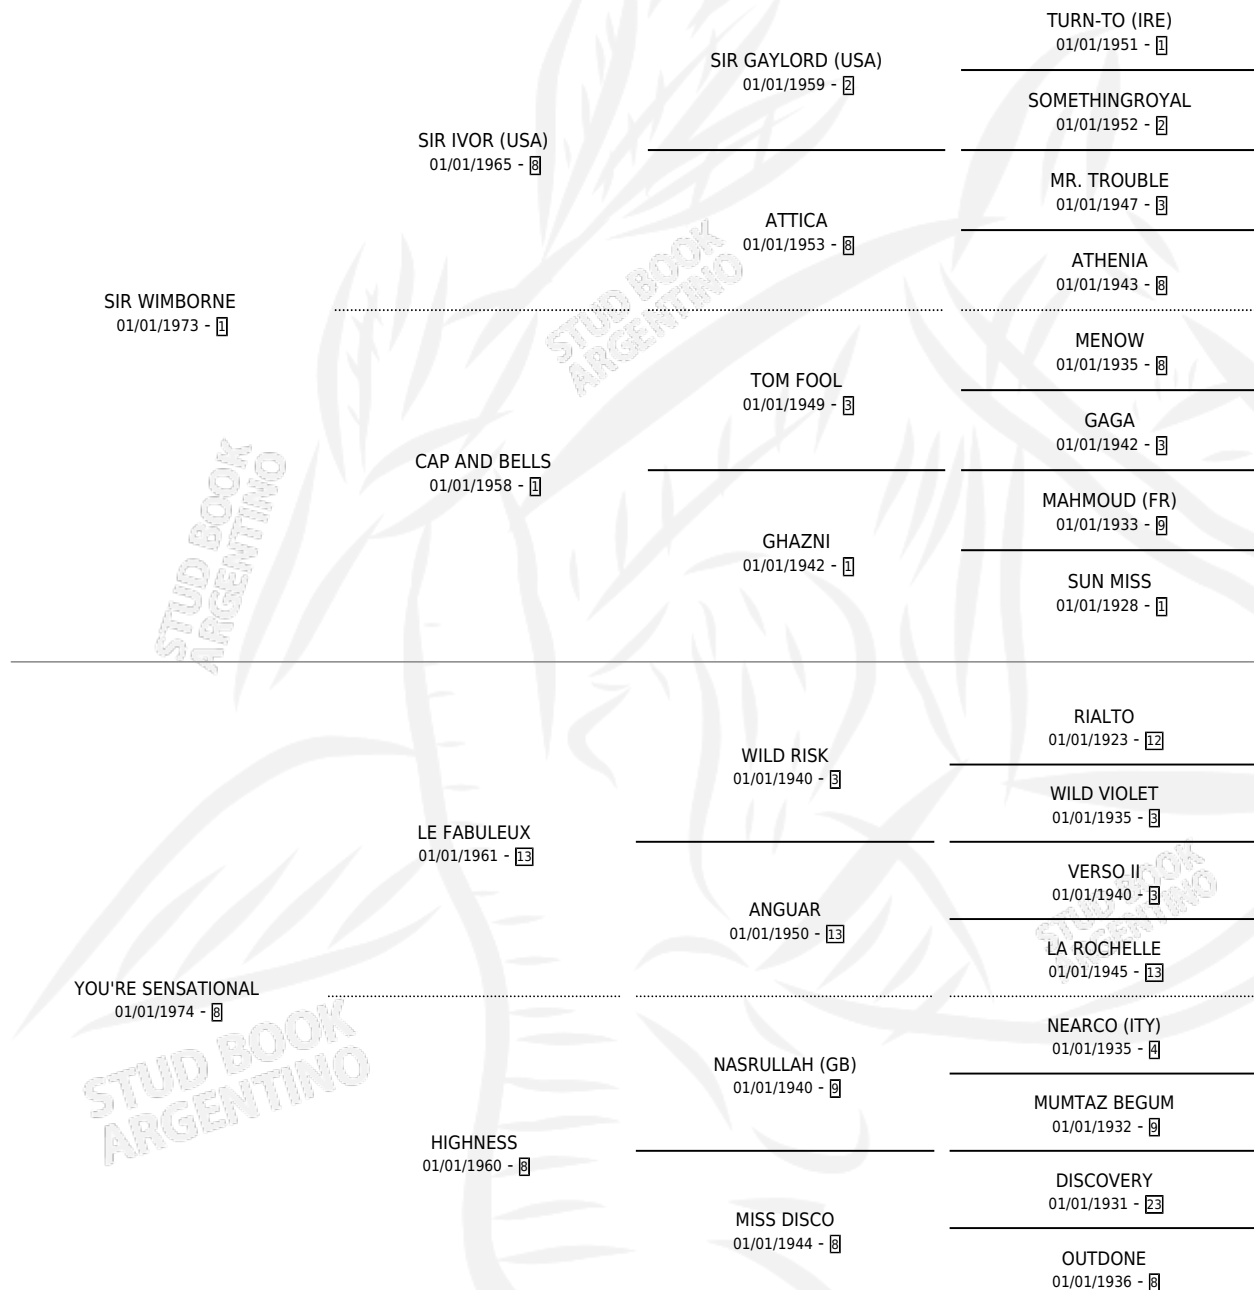 TURN-TO (IRE)
01/01/1951 - 1
SIR GAYLORD (USA)
01/01/1959 - 2
SOMETHINGROYAL
01/01/1952 - 2
SIR IVOR (USA)
01/01/1965 - 8
MR. TROUBLE
01/01/1947 - 3
ATTICA
01/01/1953 - 8
ATHENIA
01/01/1943 - 8
SIR WIMBORNE
01/01/1973 - 1
MENOW
01/01/1935 - 8
TOM FOOL
01/01/1949 - 3
GAGA
01/01/1942 - 3
CAP AND BELLS
01/01/1958 - 1
MAHMOUD (FR)
01/01/1933 - 9
GHAZNI
01/01/1942 - 1
SUN MISS
01/01/1928 - 1
RIALTO
01/01/1923 - 12
WILD RISK
01/01/1940 - 3
WILD VIOLET
01/01/1935 - 3
LE FABULEUX
01/01/1961 - 13
VERSO II
01/01/1940 - 3
ANGUAR
01/01/1950 - 13
LA ROCHELLE
01/01/1945 - 13
YOU'RE SENSATIONAL
01/01/1974 - 8
NEARCO (ITY)
01/01/1935 - 4
NASRULLAH (GB)
01/01/1940 - 9
MUMTAZ BEGUM
01/01/1932 - 9
HIGHNESS
01/01/1960 - 8
DISCOVERY
01/01/1931 - 23
MISS DISCO
01/01/1944 - 8
OUTDONE
01/01/1936 - 8
STUD BOOK
ARGENTINO
STUD BOOK
ARGENTINO
STUD BOOK
ARGENTINO
STUD BOOK
ARGENTINO